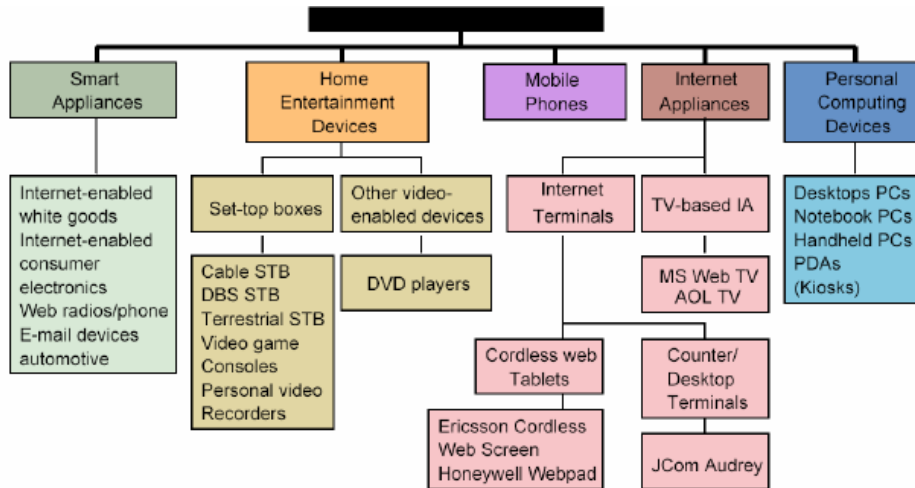 Smart
Appliances
Home
Entertainment
Devices
Mobile
Phones
Internet
Appliances
Personal
Computing
Devices
Internet-enabled
white goods
Internet-enabled
consumer
electronics
Web radios/phone
E-mail devices
automotive
Set-top boxes
Other video-
enabled devices
Internet
Terminals
TV-based IA
Desktops PCs
Notebook PCs
Handheld PCs
PDAs
(Kiosks)
Cable STB
DBS STB
Terrestrial STB
Video game
Consoles
Personal video
Recorders
DVD players
MS Web TV
AOL TV
Cordless web
Tablets
Counter/
Desktop
Terminals
Ericsson Cordless
Web Screen
Honeywell Webpad
JCom Audrey